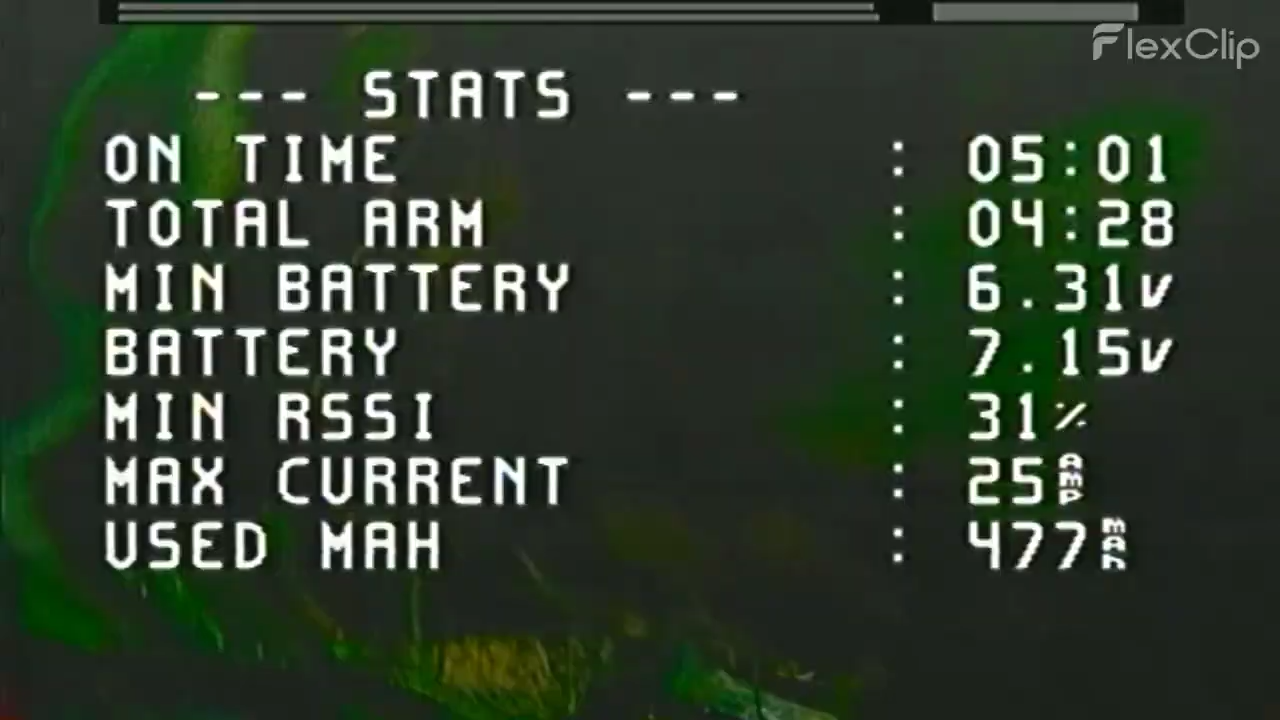 FlexClip
--- STATS ---
ON TIME : 05:01
TOTAL ARM : 04:28
MIN BATTERY : 6.31V
BATTERY : 7.15V
MIN RSSI : 31%
MAX CURRENT : 25AMP
USED MAH : 477mAh